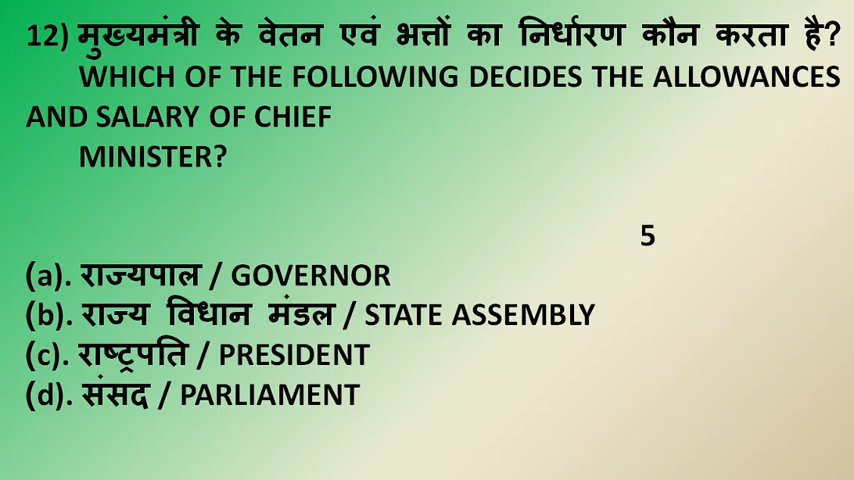 12) मुख्यमंत्री के वेतन एवं भत्तों का निर्धारण कौन करता है?
WHICH OF THE FOLLOWING DECIDES THE ALLOWANCES
AND SALARY OF CHIEF
MINISTER?
5
(a). राज्यपाल / GOVERNOR
(b). राज्य विधान मंडल / STATE ASSEMBLY
(c). राष्ट्रपति / PRESIDENT
(d). संसद / PARLIAMENT